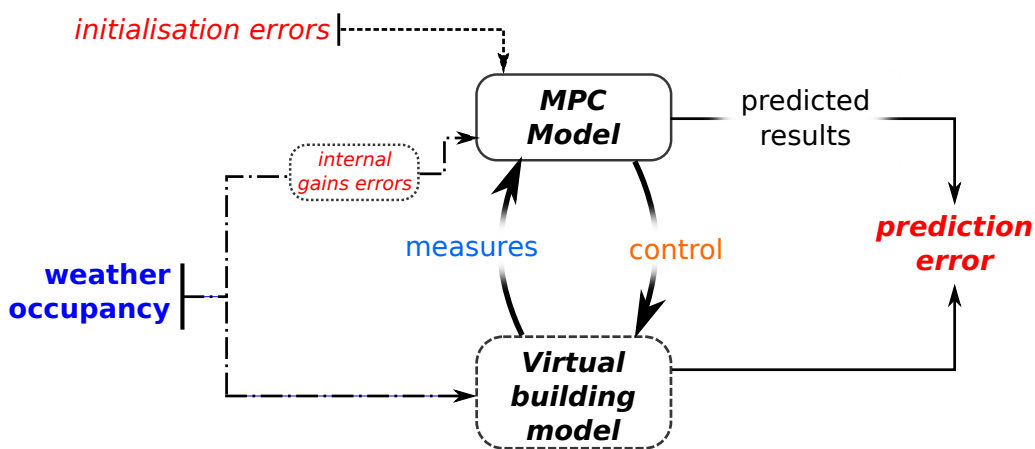 initialisation errors
MPC
Model
predicted
results
internal
gains errors
measures
control
prediction
error
weather
occupancy
Virtual
building
model